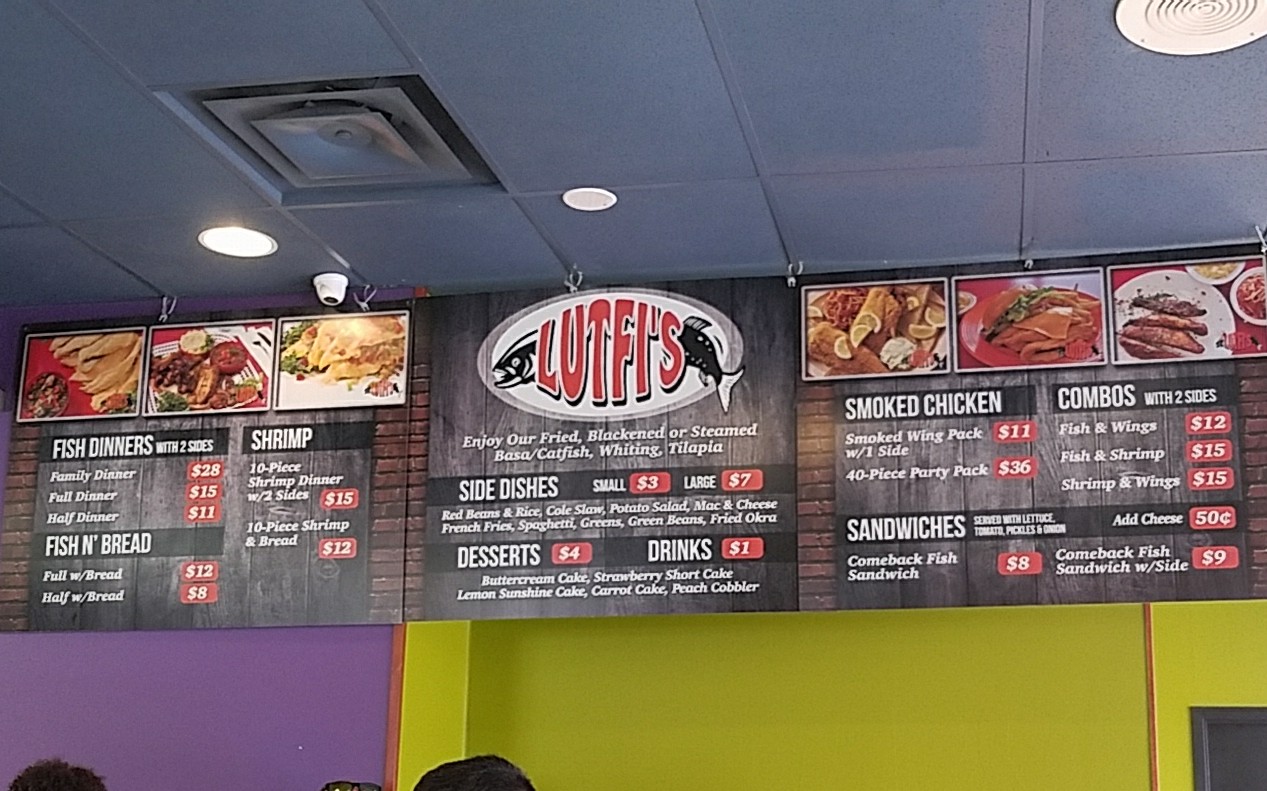 LUTFI'S
Enjoy Our Fried, Blackened or Steamed
Basa/Catfish, Whiting, Tilapia
FISH DINNERS WITH 2 SIDES
Family Dinner $28
Full Dinner $15
Half Dinner $11
FISH N' BREAD
Full w/Bread $12
Half w/Bread $8
SHRIMP
10-Piece
Shrimp Dinner
w/2 Sides $15
10-Piece Shrimp
& Bread $12
SIDE DISHES SMALL $3 LARGE $7
Red Beans & Rice, Cole Slaw, Potato Salad, Mac & Cheese
French Fries, Spaghetti, Greens, Green Beans, Fried Okra
DESSERTS $4 DRINKS $1
Buttercream Cake, Strawberry Short Cake
Lemon Sunshine Cake, Carrot Cake, Peach Cobbler
SMOKED CHICKEN
Smoked Wing Pack $11
w/1 Side
40-Piece Party Pack $36
COMBOS WITH 2 SIDES
Fish & Wings $12
Fish & Shrimp $15
Shrimp & Wings $15
SANDWICHES SERVED WITH LETTUCE,
TOMATO, PICKLES & ONION
Add Cheese 50¢
Comeback Fish
Sandwich $8
Comeback Fish
Sandwich w/Side $9